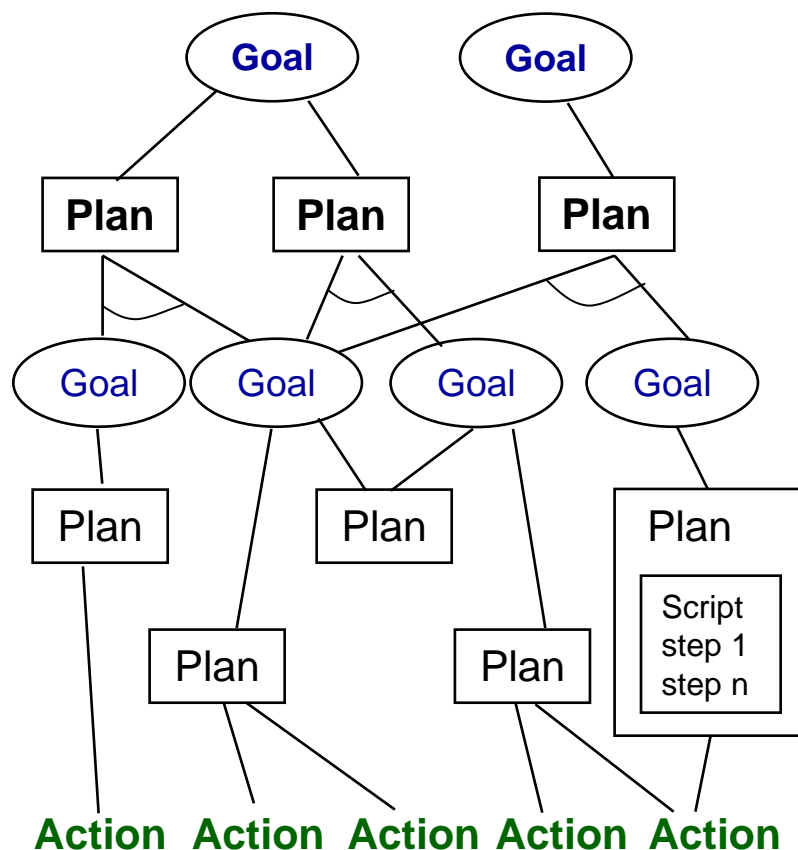 Goal Goal
Plan Plan Plan
Goal Goal Goal Goal
Plan Plan Plan
Script
step 1
step n
Plan Plan
Action Action Action Action Action